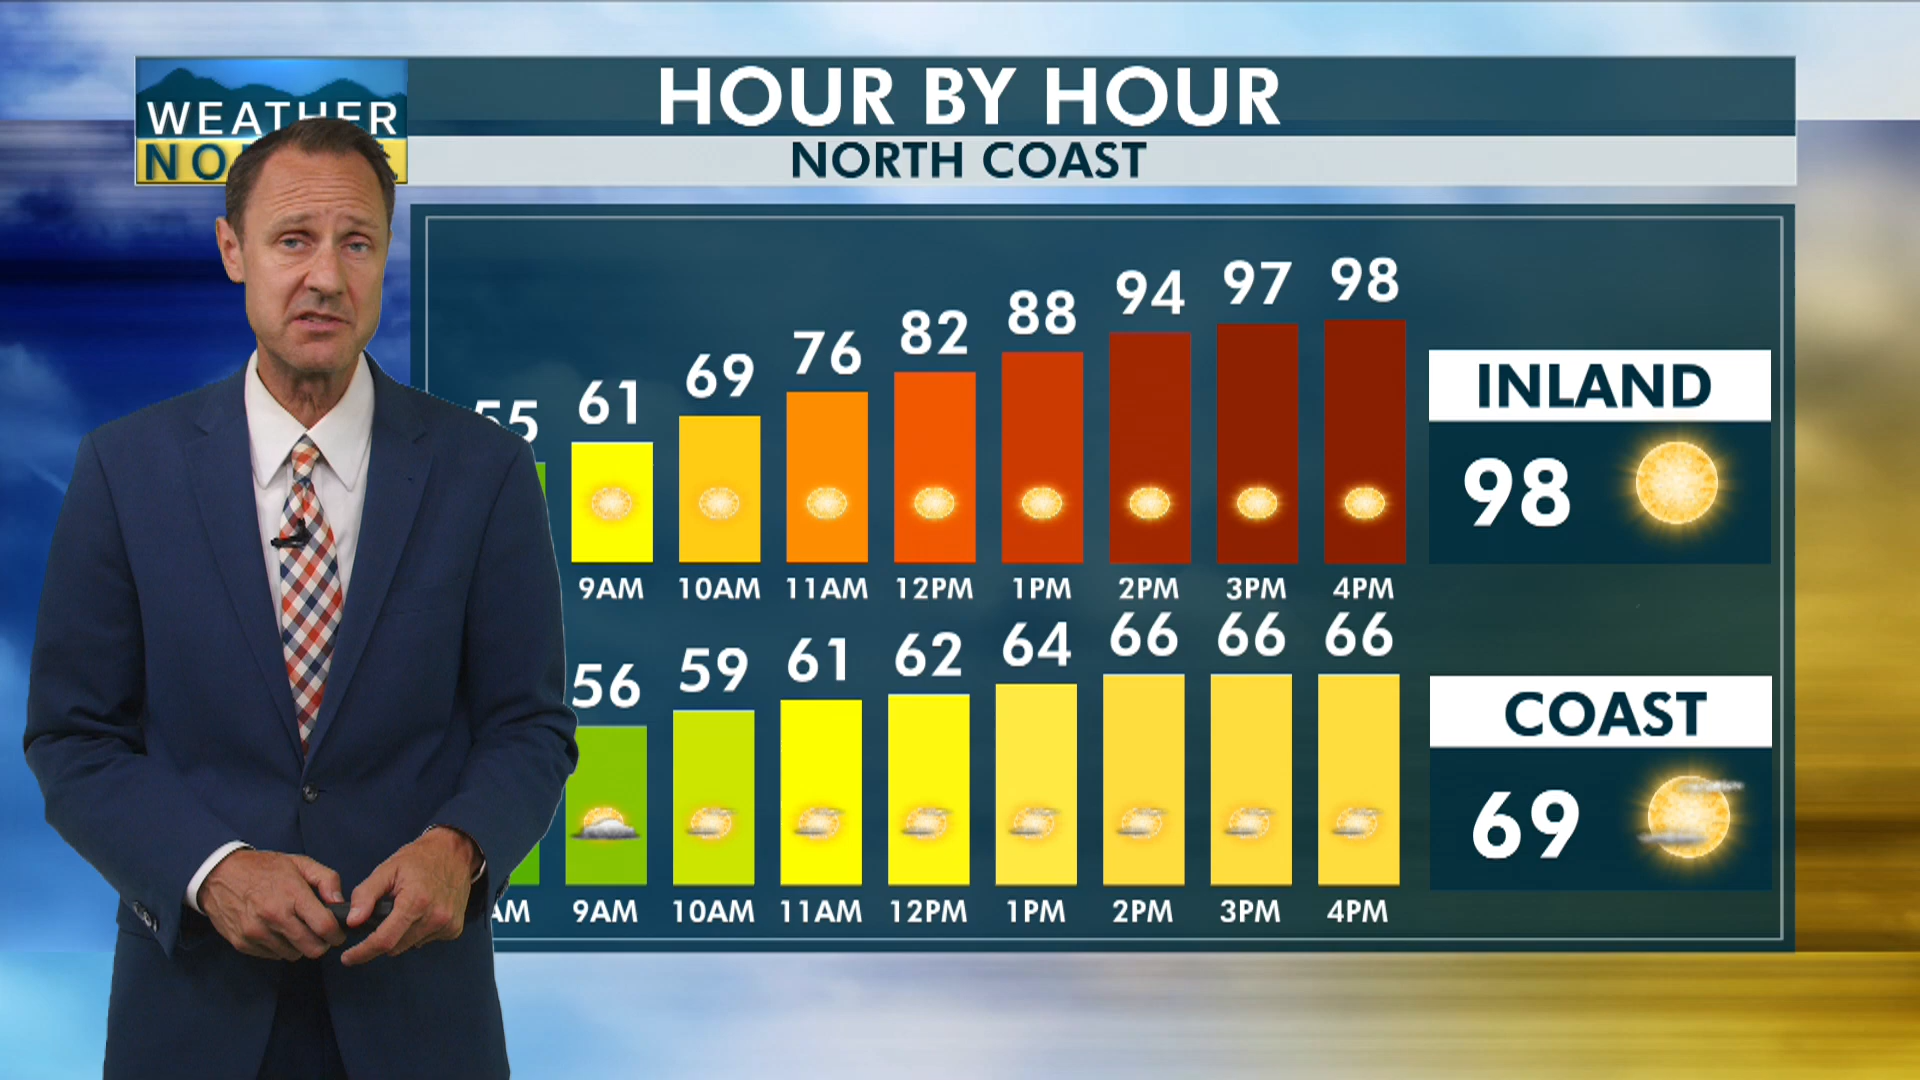 HOUR BY HOUR
WEATHER
NORTH COAST
55 61 69 76 82 88 94 97 98
INLAND
98
9AM 10AM 11AM 12PM 1PM 2PM 3PM 4PM
56 59 61 62 64 66 66 66
COAST
69
AM 9AM 10AM 11AM 12PM 1PM 2PM 3PM 4PM